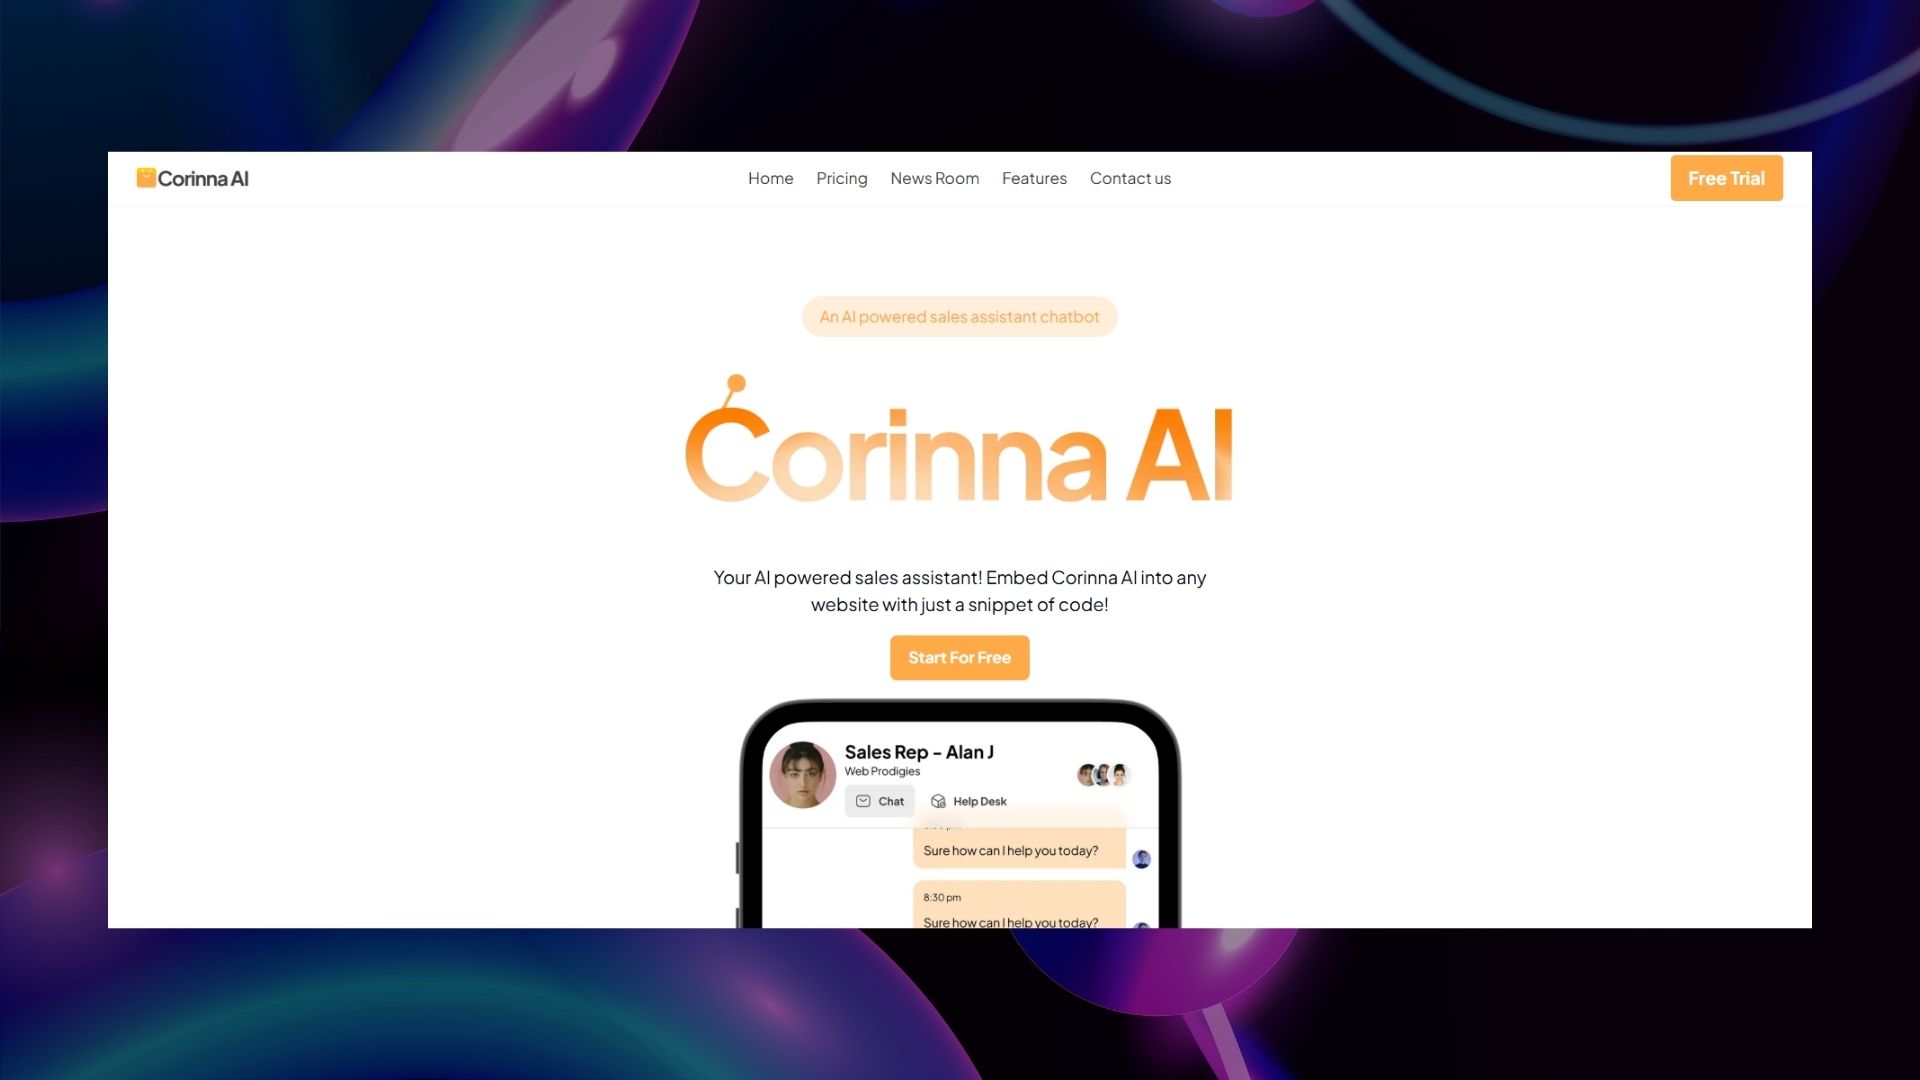 Corinna AI
Home
Pricing
News Room
Features
Contact us
Free Trial
An AI powered sales assistant chatbot
Corinna AI
Your AI powered sales assistant! Embed Corinna AI into any
website with just a snippet of code!
Start For Free
Sales Rep - Alan J
Web Prodigies
Chat
Help Desk
Sure how can I help you today?
8:30 pm
Sure how can I help you today?